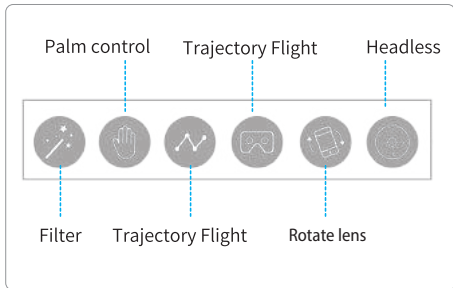 Palm control
Trajectory Flight
Headless
Filter
Trajectory Flight
Rotate lens